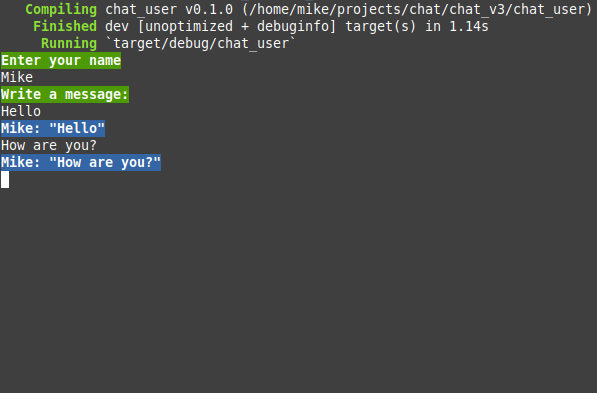 Compiling chat_user v0.1.0 (/home/mike/projects/chat/chat_v3/chat_user)
Finished dev [unoptimized + debuginfo] target(s) in 1.14s
Running `target/debug/chat_user`
Enter your name
Mike
Write a message:
Hello
Mike: "Hello"
How are you?
Mike: "How are you?"